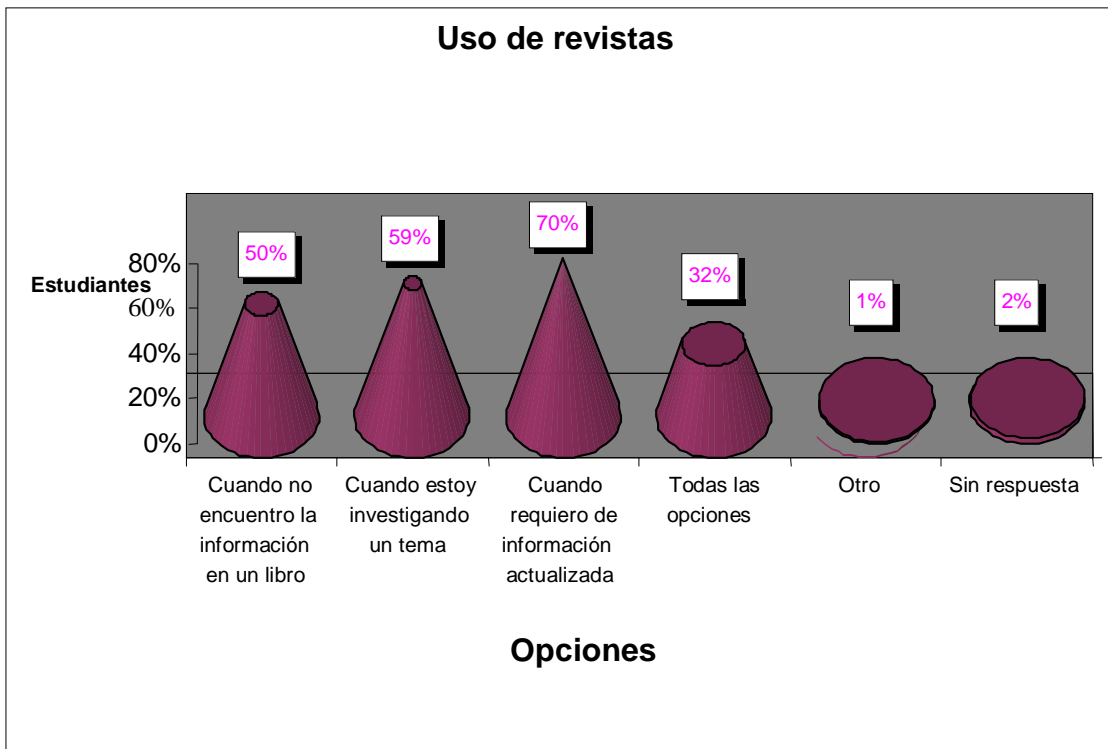 Uso de revistas
50%
59%
70%
32%
1%
2%
Estudiantes
80%
60%
40%
20%
0%
Cuando no
encuentro la
información
en un libro
Cuando estoy
investigando
un tema
Cuando
requiero de
información
actualizada
Todas las
opciones
Otro
Sin respuesta
Opciones